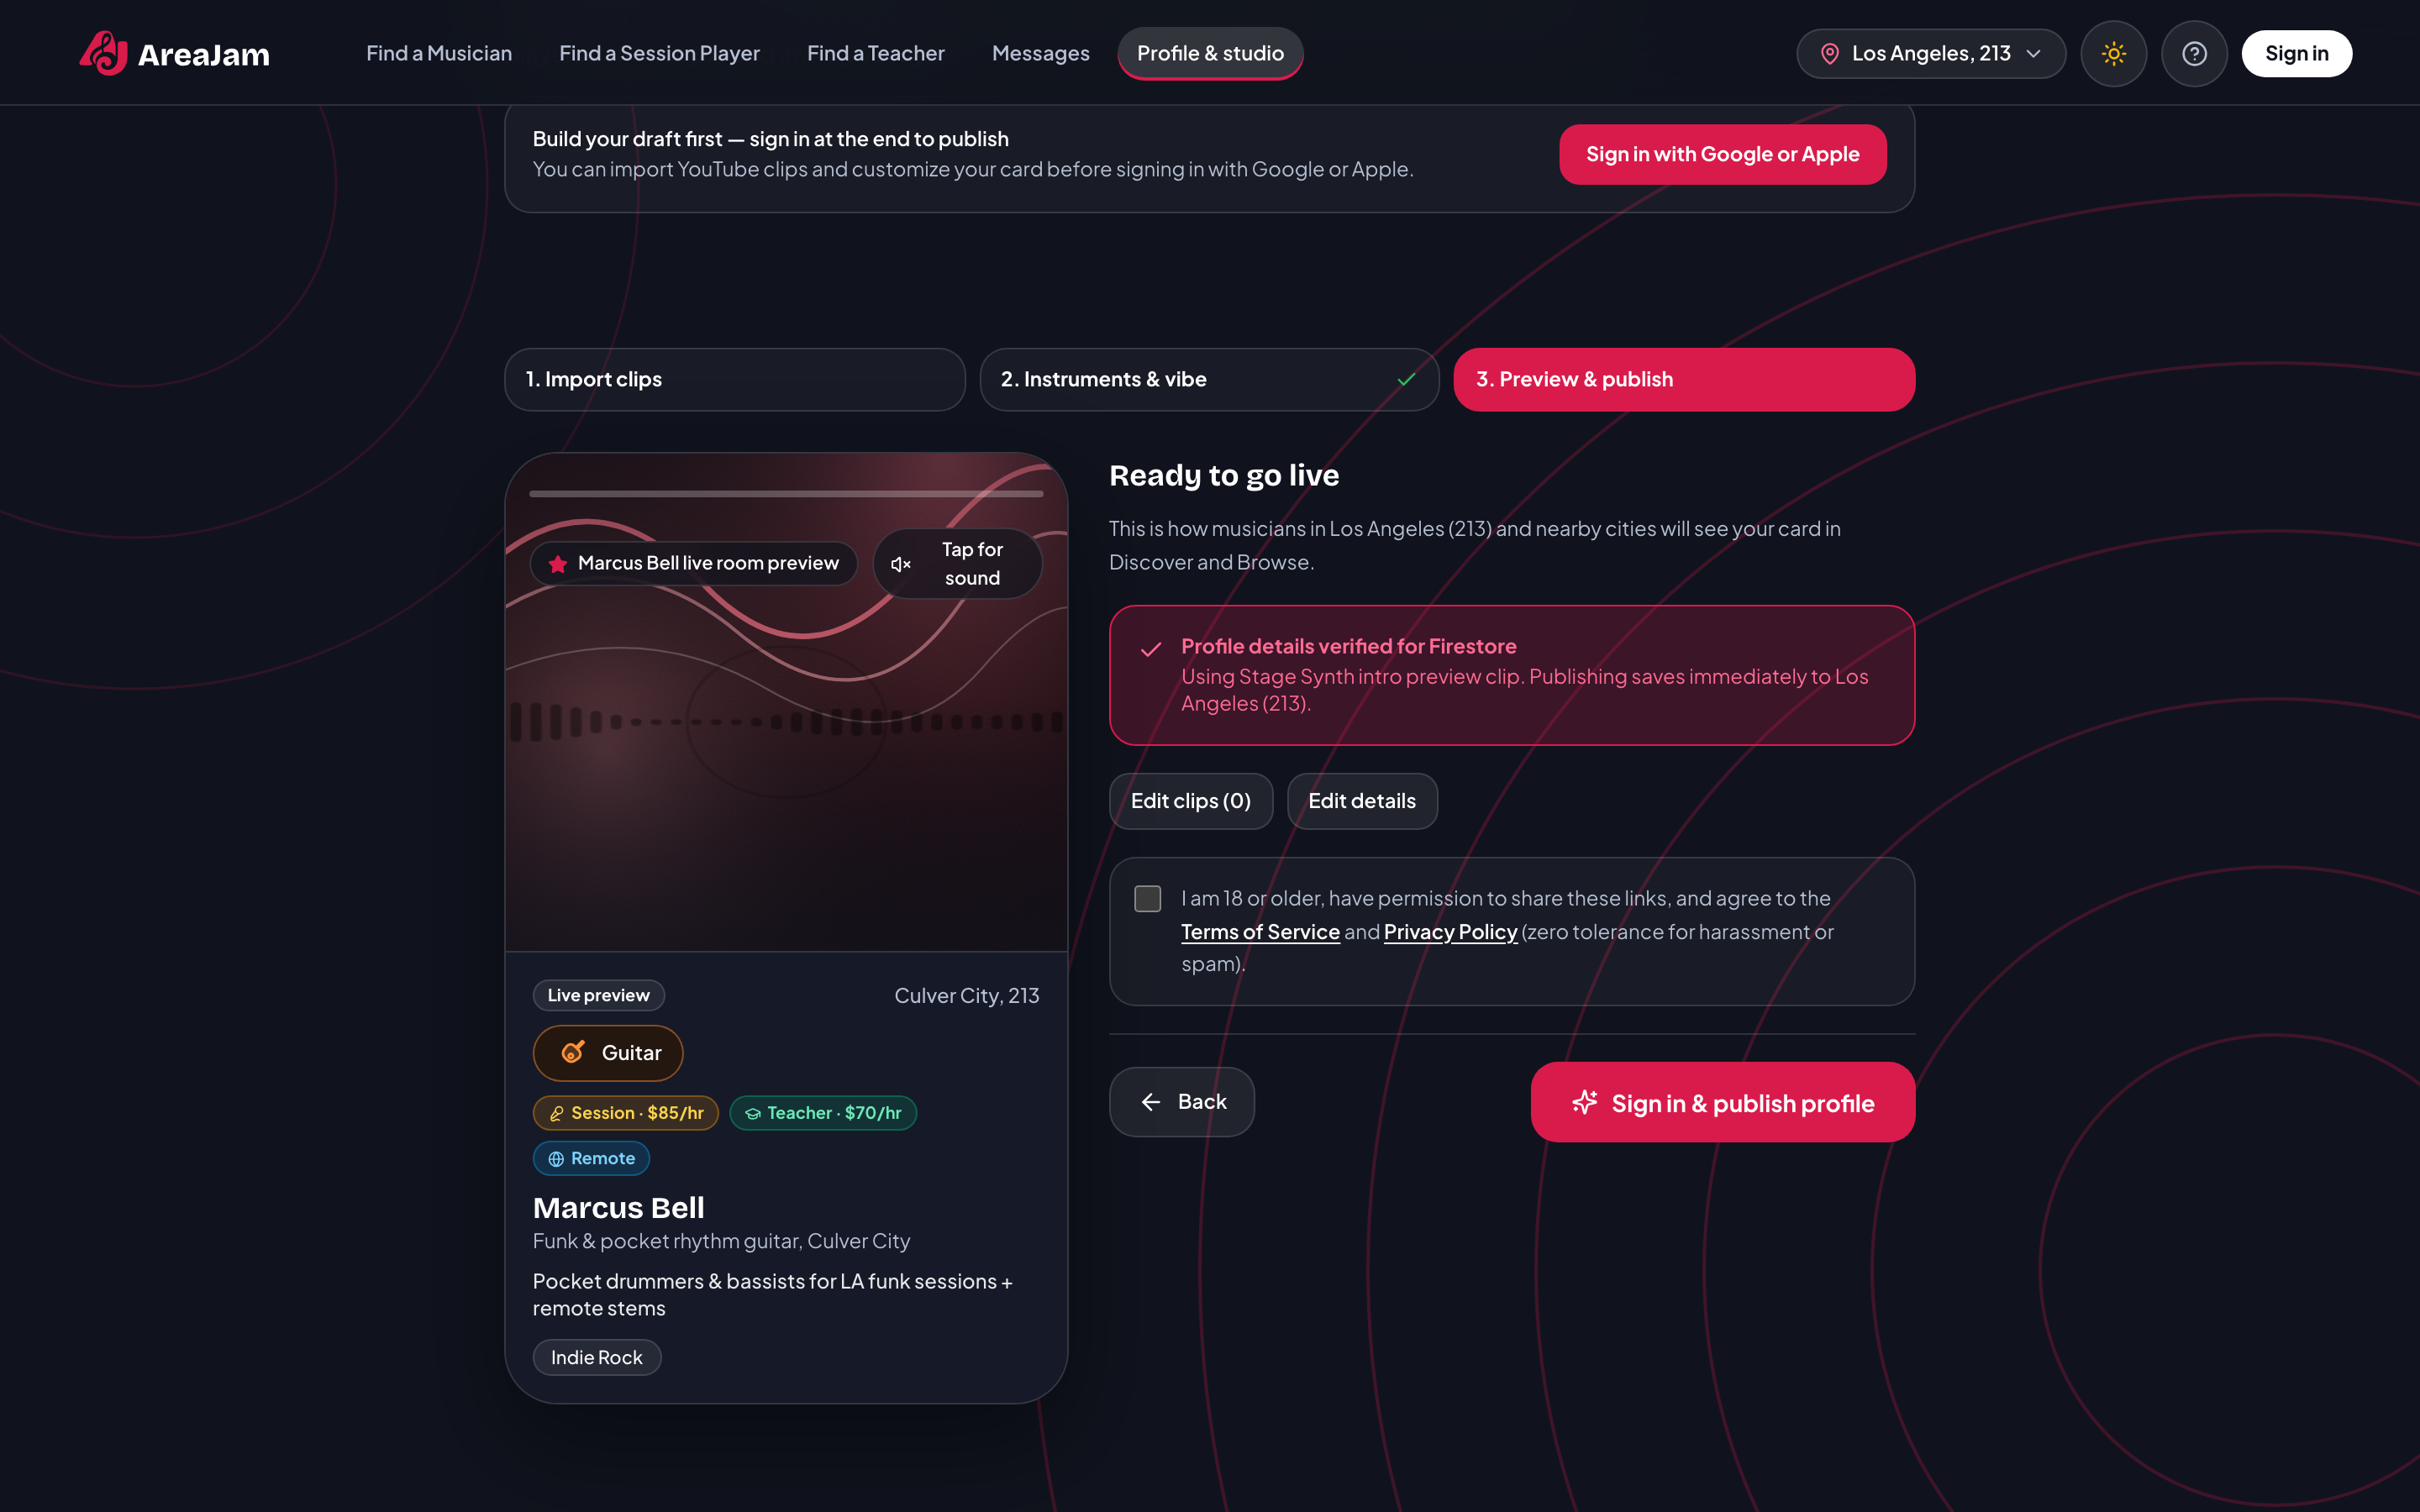 AreaJam
Find a Musician
Find a Session Player
Find a Teacher
Messages
Profile & studio
Los Angeles, 213
Sign in
Build your draft first — sign in at the end to publish
You can import YouTube clips and customize your card before signing in with Google or Apple.
Sign in with Google or Apple
1. Import clips
2. Instruments & vibe
3. Preview & publish
Marcus Bell live room preview
Tap for
sound
Live preview
Culver City, 213
Guitar
Session · $85/hr
Teacher · $70/hr
Remote
Marcus Bell
Funk & pocket rhythm guitar, Culver City
Pocket drummers & bassists for LA funk sessions +
remote stems
Indie Rock
Ready to go live
This is how musicians in Los Angeles (213) and nearby cities will see your card in
Discover and Browse.
Profile details verified for Firestore
Using Stage Synth intro preview clip. Publishing saves immediately to Los
Angeles (213).
Edit clips (0)
Edit details
I am 18 or older, have permission to share these links, and agree to the
Terms of Service and Privacy Policy (zero tolerance for harassment or
spam).
Back
Sign in & publish profile